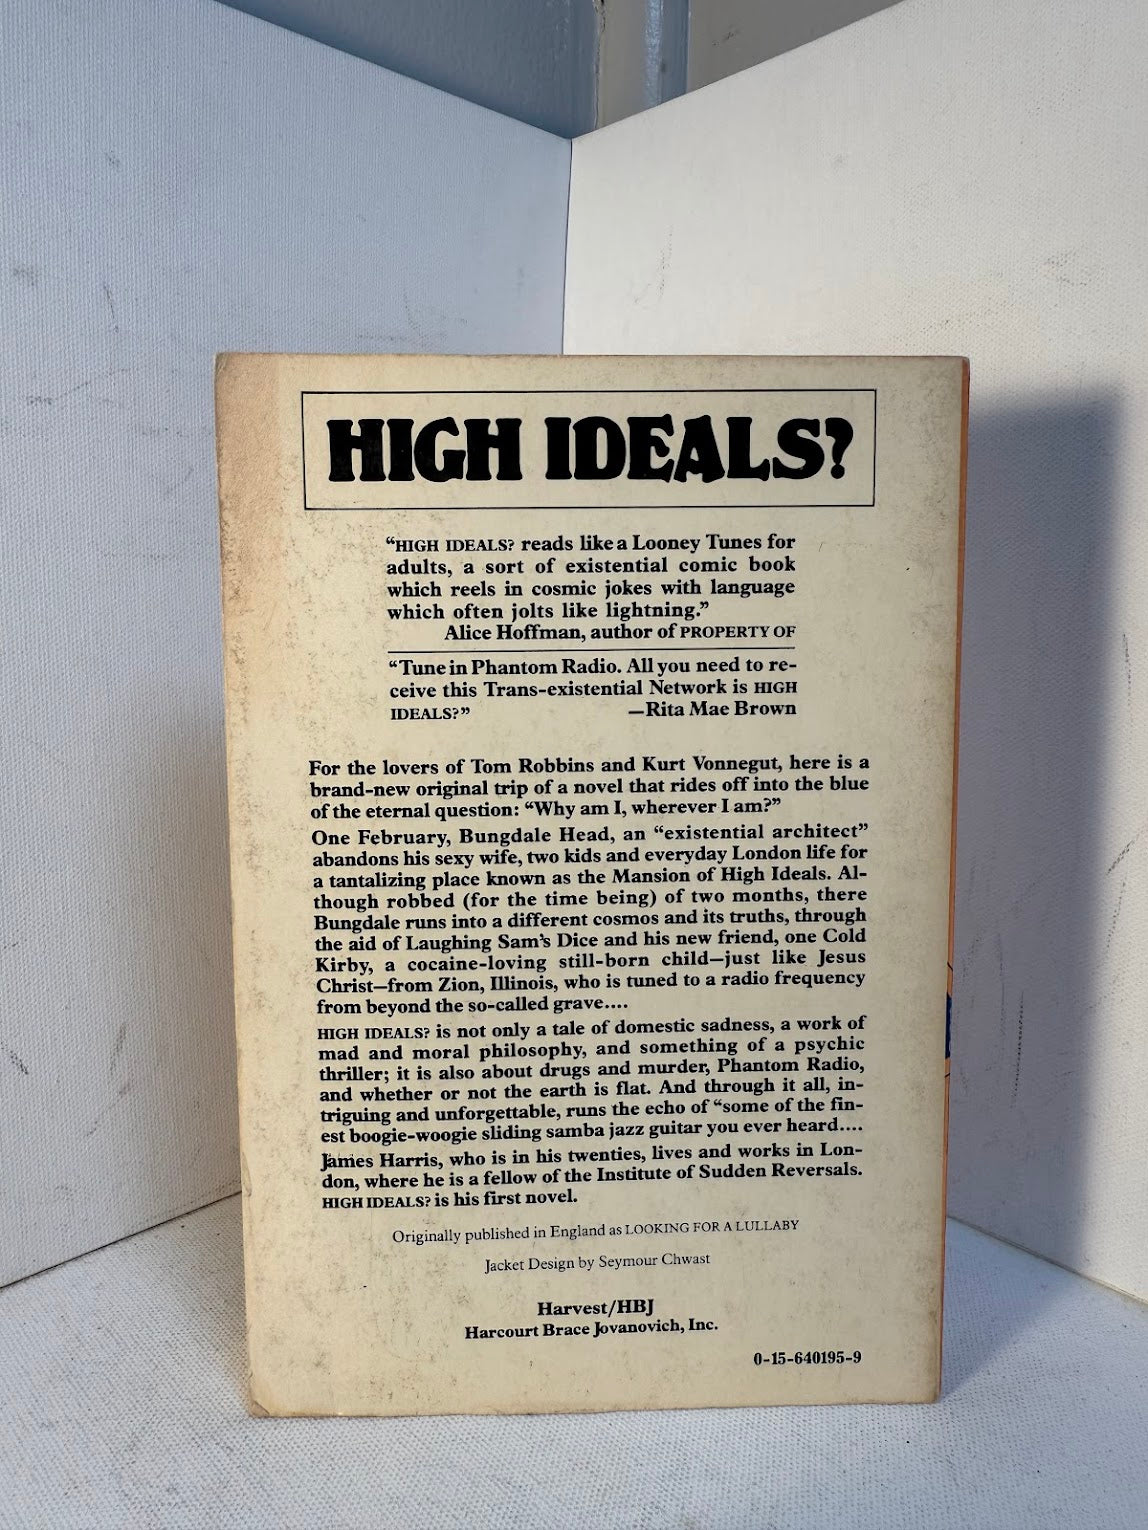 HIGH IDEALS?
“HIGH IDEALS? reads like a Looney Tunes for
adults, a sort of existential comic book
which reels in cosmic jokes with language
which often jolts like lightning.”
Alice Hoffman, author of PROPERTY OF
“Tune in Phantom Radio. All you need to re-
ceive this Trans-existential Network is HIGH
IDEALS?” —Rita Mae Brown
For the lovers of Tom Robbins and Kurt Vonnegut, here is a
brand-new original trip of a novel that rides off into the blue
of the eternal question: “Why am I, wherever I am?”
One February, Bungdale Head, an “existential architect”
abandons his sexy wife, two kids and everyday London life for
a tantalizing place known as the Mansion of High Ideals. Al-
though robbed (for the time being) of two months, there
Bungdale runs into a different cosmos and its truths, through
the aid of Laughing Sam’s Dice and his new friend, one Cold
Kirby, a cocaine-loving still-born child—just like Jesus
Christ—from Zion, Illinois, who is tuned to a radio frequency
from beyond the so-called grave....
HIGH IDEALS? is not only a tale of domestic sadness, a work of
mad and moral philosophy, and something of a psychic
thriller; it is also about drugs and murder, Phantom Radio,
and whether or not the earth is flat. And through it all, in-
triguing and unforgettable, runs the echo of “some of the fin-
est boogie-woogie sliding samba jazz guitar you ever heard....
James Harris, who is in his twenties, lives and works in Lon-
don, where he is a fellow of the Institute of Sudden Reversals.
HIGH IDEALS? is his first novel.
Originally published in England as LOOKING FOR A LULLABY
Jacket Design by Seymour Chwast
Harvest/HBJ
Harcourt Brace Jovanovich, Inc.
0-15-640195-9